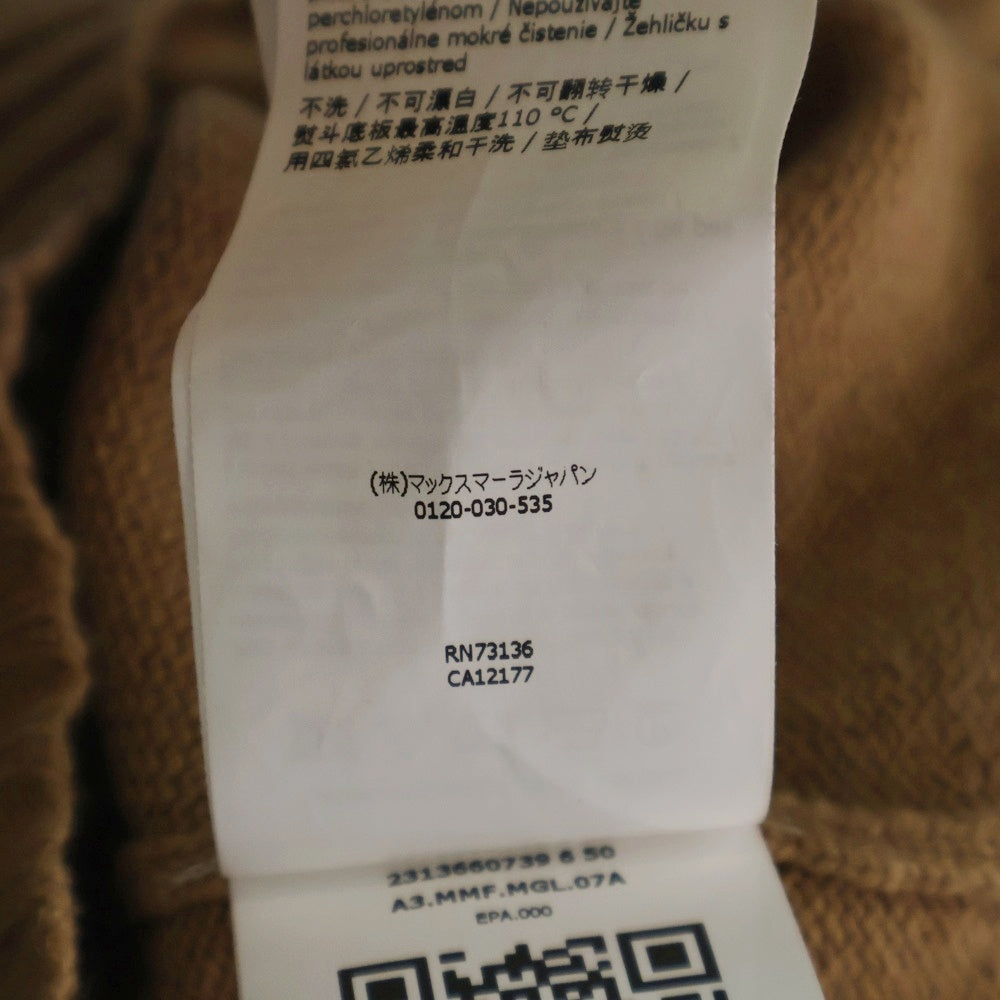 perchloretylénom / Nepoužívajte
profesionálne mokré čistenie / Žehličku s
látkou uprostred
不洗 / 不可漂白 / 不可翻转干燥 /
熨斗底板最高温度110 °C /
用四氯乙烯柔和干洗 / 垫布熨烫
(株)マックスマーラジャパン
0120-030-535
RN73136
CA12177
2313660739 6 50
A3.MMF.MGL.07A
EPA.000